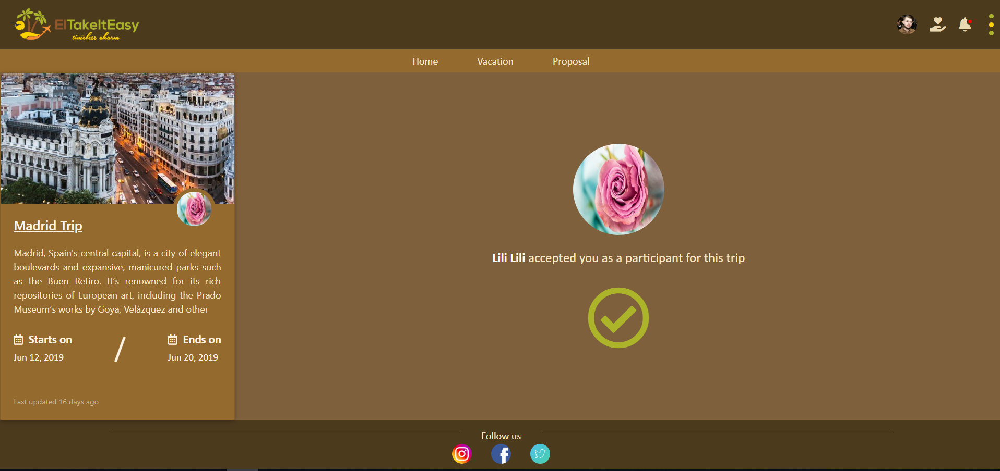 ElTakeItEasy
timeless charm
Home Vacation Proposal
Madrid Trip
Madrid, Spain's central capital, is a city of elegant
boulevards and expansive, manicured parks such
as the Buen Retiro. It’s renowned for its rich
repositories of European art, including the Prado
Museum’s works by Goya, Velázquez and other
Starts on / Ends on
Jun 12, 2019 Jun 20, 2019
Last updated 16 days ago
Lili Lili accepted you as a participant for this trip
Follow us